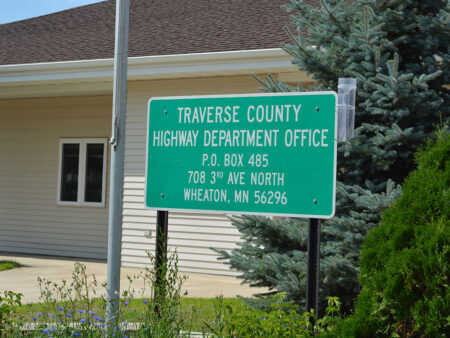 TRAVERSE COUNTY
HIGHWAY DEPARTMENT OFFICE
P.O. BOX 485
708 3RD AVE NORTH
WHEATON, MN 56296